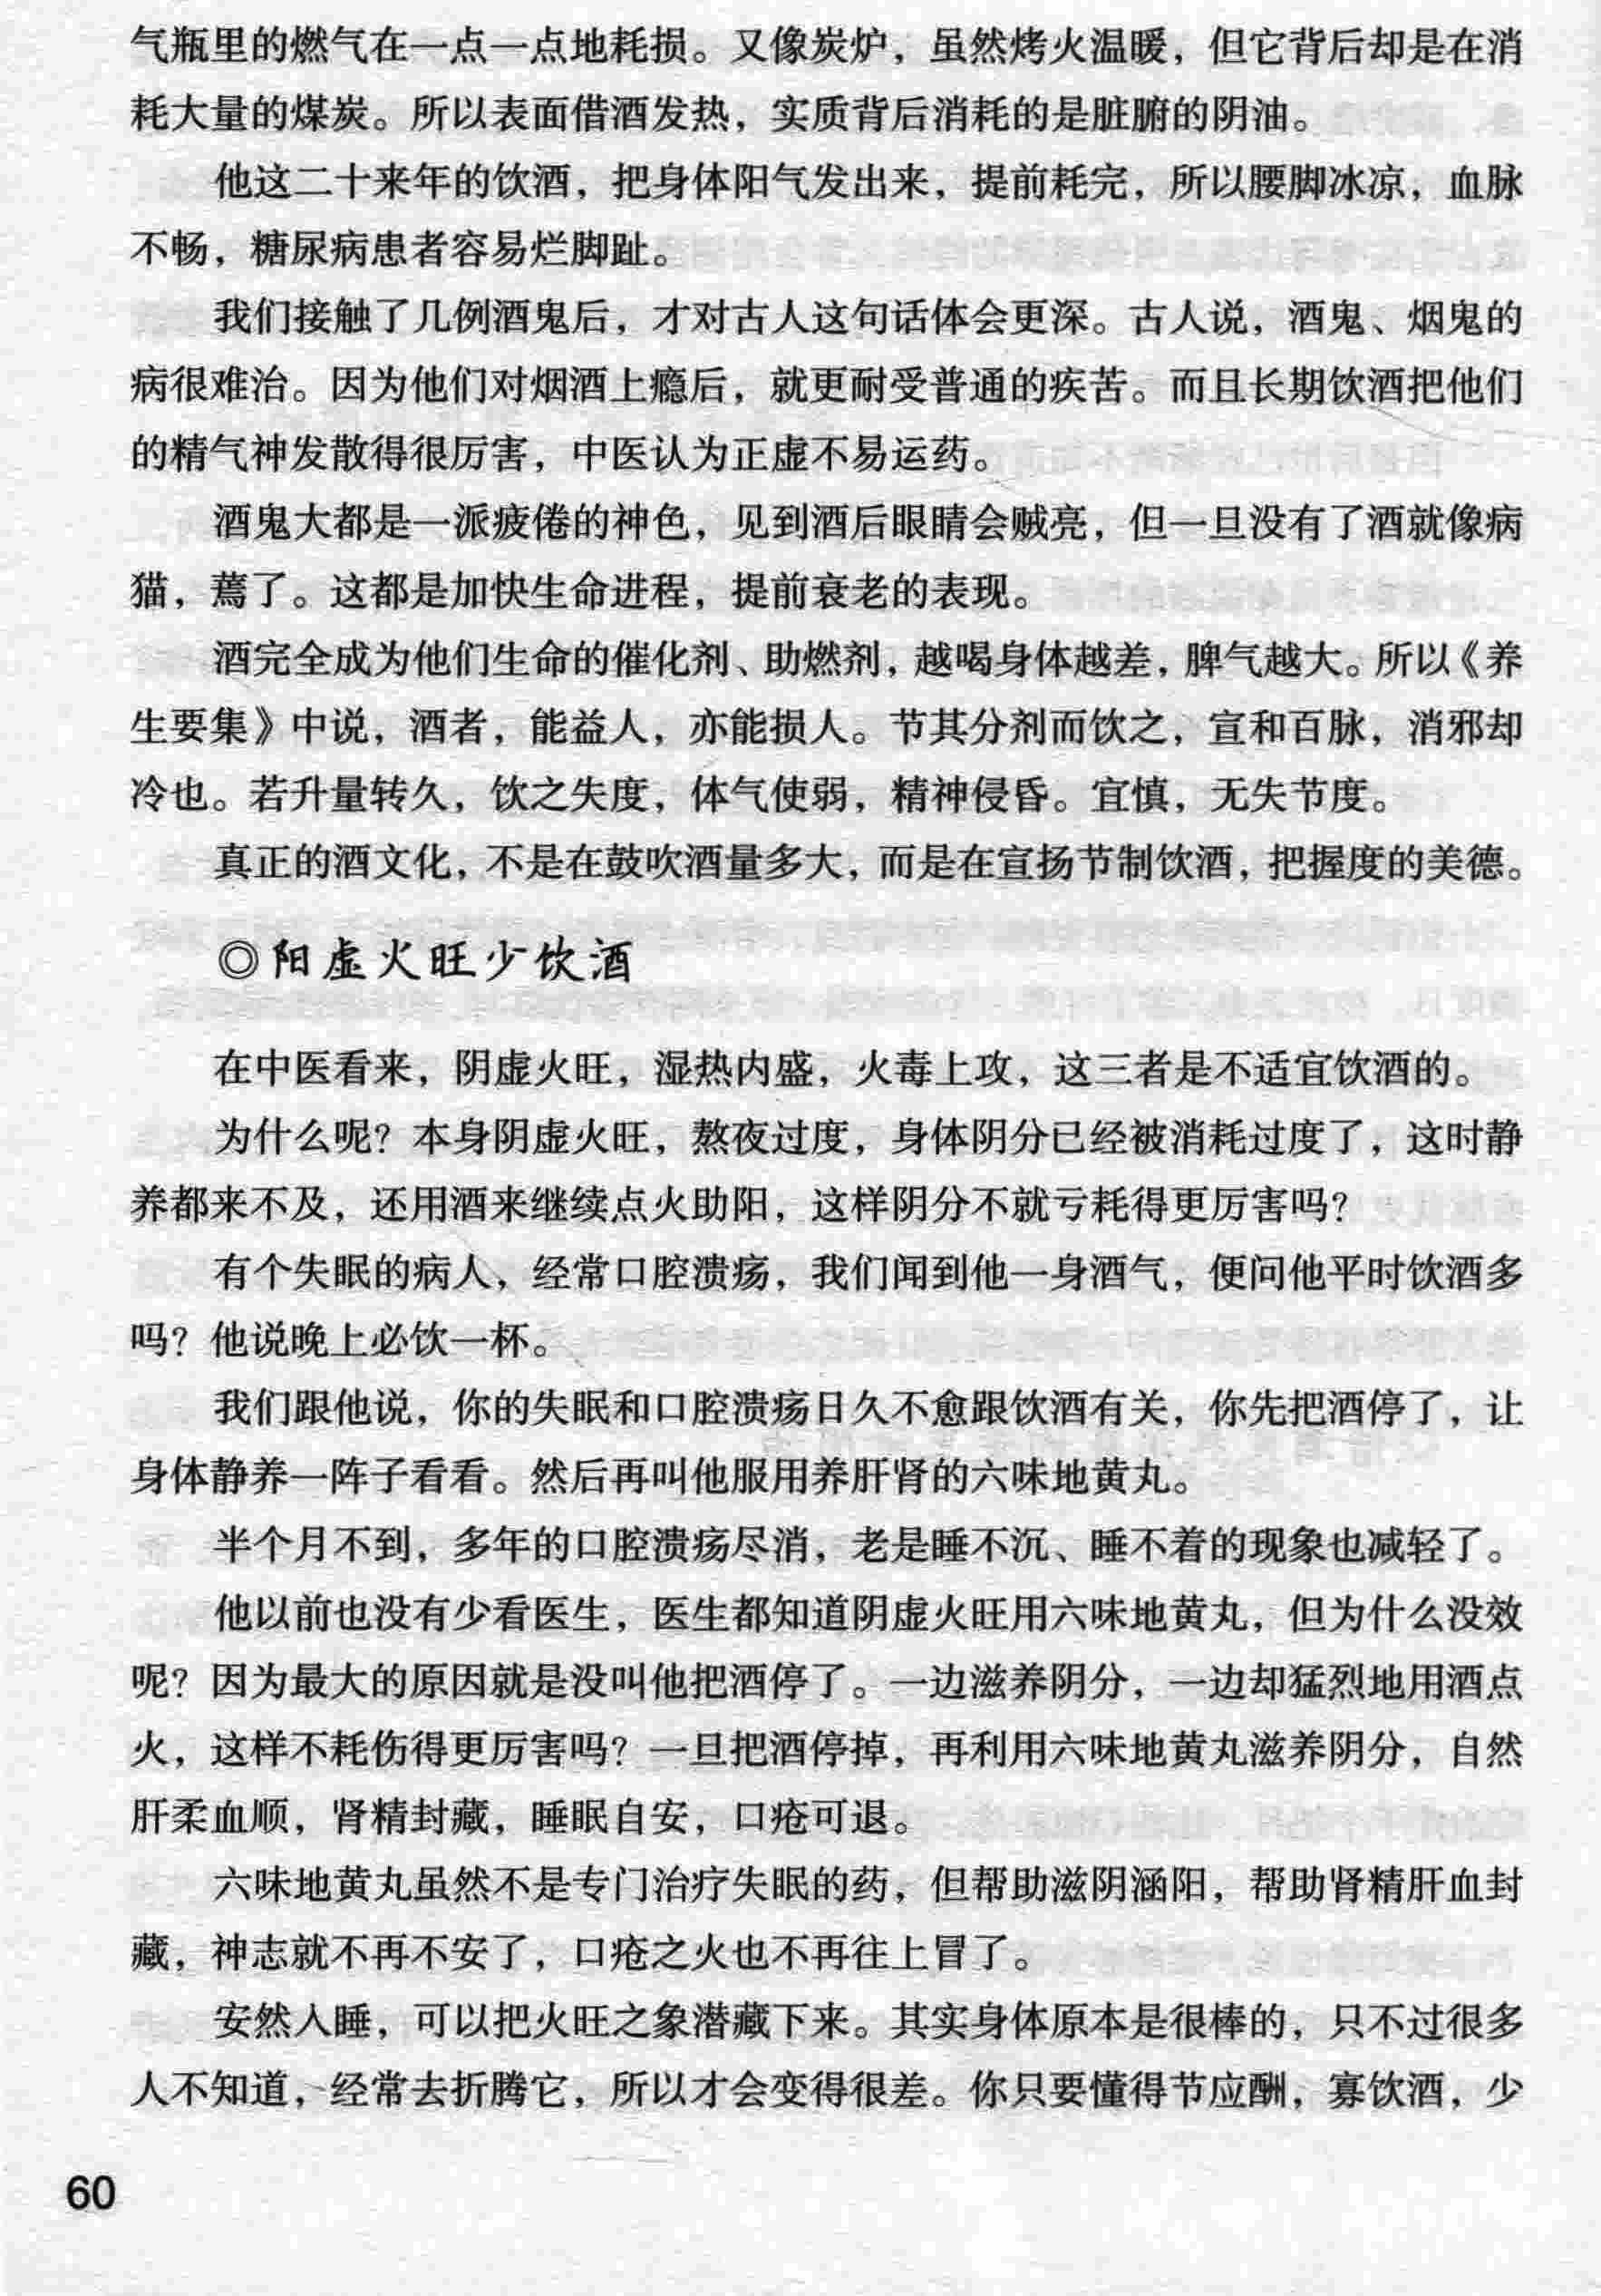 气瓶里的燃气在一点一点地耗损。又像炭炉，虽然烤火温暖，但它背后却是在消
耗大量的煤炭。所以表面借酒发热，实质背后消耗的是脏腑的阴油。
他这二十来年的饮酒，把身体阳气发出来，提前耗完，所以腰脚冰凉，血脉
不畅，糖尿病患者容易烂脚趾。
我们接触了几例酒鬼后，才对古人这句话体会更深。古人说，酒鬼、烟鬼的
病很难治。因为他们对烟酒上瘾后，就更耐受普通的疾苦。而且长期饮酒把他们
的精气神发散得很厉害，中医认为正虚不易运药。
酒鬼大都是一派疲倦的神色，见到酒后眼睛会贼亮，但一旦没有了酒就像病
猫，蔫了。这都是加快生命进程，提前衰老的表现。
酒完全成为他们生命的催化剂、助燃剂，越喝身体越差，脾气越大。所以《养
生要集》中说，酒者，能益人，亦能损人。节其分剂而饮之，宣和百脉，消邪却
冷也。若升量转久，饮之失度，体气使弱，精神侵昏。宜慎，无失节度。
真正的酒文化，不是在鼓吹酒量多大，而是在宣扬节制饮酒，把握度的美德。
◎阳虚火旺少饮酒
在中医看来，阴虚火旺，湿热内盛，火毒上攻，这三者是不适宜饮酒的。
为什么呢？本身阴虚火旺，熬夜过度，身体阴分已经被消耗过度了，这时静
养都来不及，还用酒来继续点火助阳，这样阴分不就亏耗得更厉害吗？
有个失眠的病人，经常口腔溃疡，我们闻到他一身酒气，便问他平时饮酒多
吗？他说晚上必饮一杯。
我们跟他说，你的失眠和口腔溃疡日久不愈跟饮酒有关，你先把酒停了，让
身体静养一阵子看看。然后再叫他服用养肝肾的六味地黄丸。
半个月不到，多年的口腔溃疡尽消，老是睡不沉、睡不着的现象也减轻了。
他以前也没有少看医生，医生都知道阴虚火旺用六味地黄丸，但为什么没效
呢？因为最大的原因就是没叫他把酒停了。一边滋养阴分，一边却猛烈地用酒点
火，这样不耗伤得更厉害吗？一旦把酒停掉，再利用六味地黄丸滋养阴分，自然
肝柔血顺，肾精封藏，睡眠自安，口疮可退。
六味地黄丸虽然不是专门治疗失眠的药，但帮助滋阴涵阳，帮助肾精肝血封
藏，神志就不再不安了，口疮之火也不再往上冒了。
安然入睡，可以把火旺之象潜藏下来。其实身体原本是很棒的，只不过很多
人不知道，经常去折腾它，所以才会变得很差。你只要懂得节应酬，寡饮酒，少
60